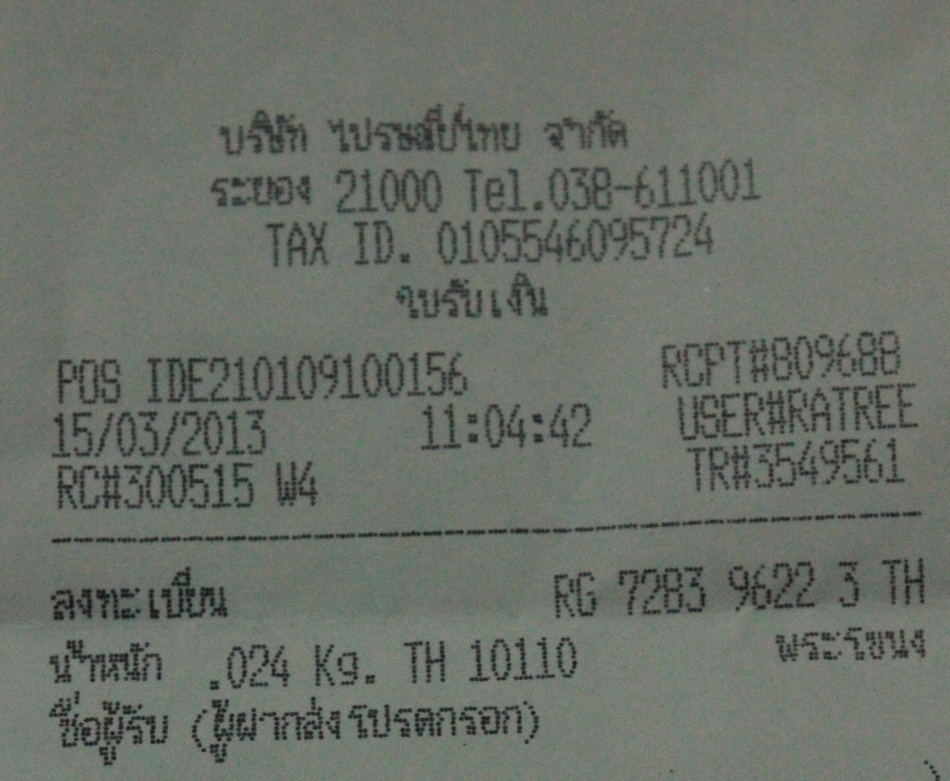 บริษัท ไปรษณีย์ไทย จำกัด
ระยอง 21000 Tel.038-611001
TAX ID. 0105546095724
ใบรับเงิน
POS IDE210109100156 RCPT#809688
15/03/2013 11:04:42 USER#RATREE
RC#300515 W4 TR#3549561
ลงทะเบียน RG 7283 9622 3 TH
น้ำหนัก .024 Kg. TH 10110 พระโขนง
ชื่อผู้รับ (ผู้ฝากส่งโปรดกรอก)